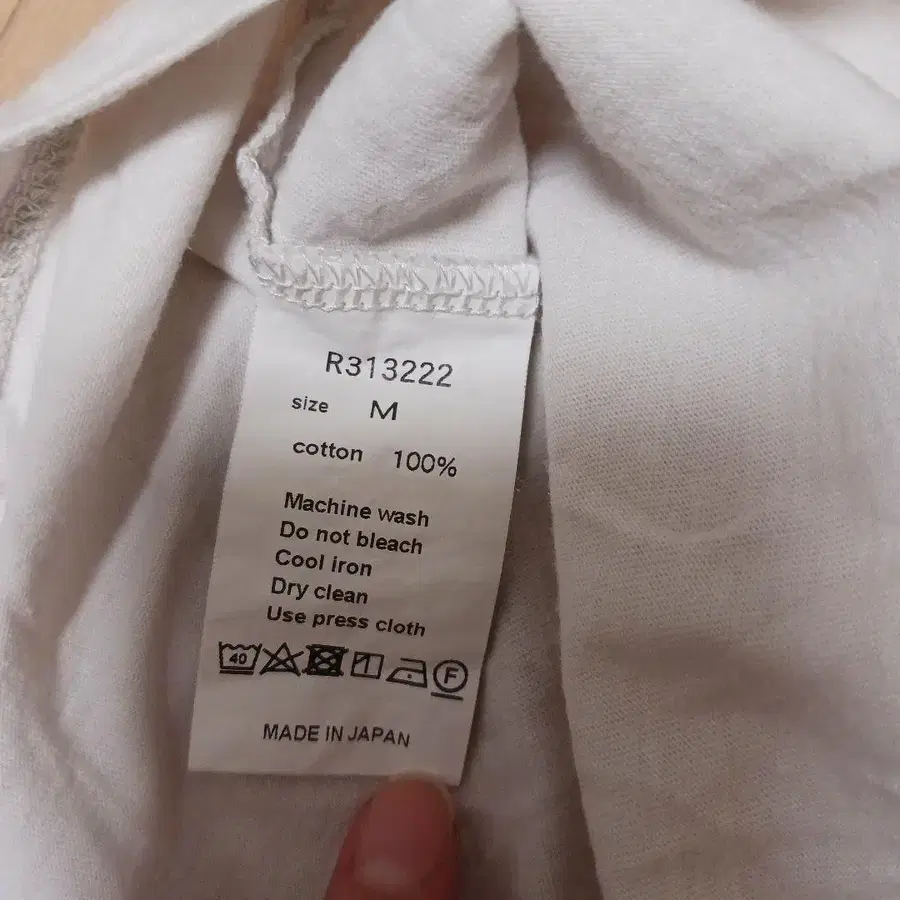 R313222
size M
cotton 100%
Machine wash
Do not bleach
Cool iron
Dry clean
Use press cloth
40 F
MADE IN JAPAN